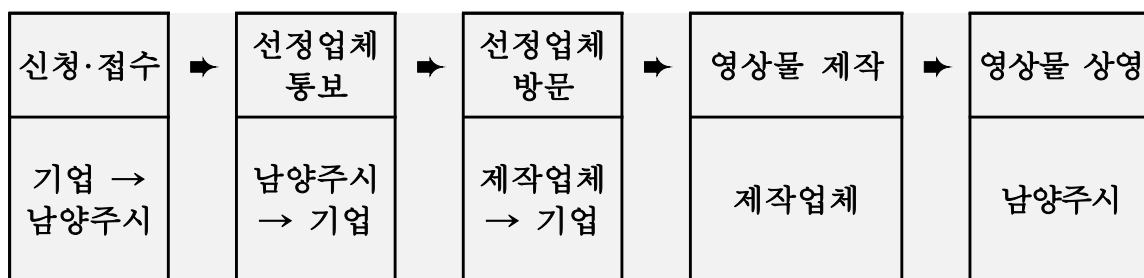 신청·접수
➨
선정업체
통보
➨
선정업체
방문
➨
영상물 제작
➨
영상물 상영
기업 →
남양주시
남양주시
→ 기업
제작업체
→ 기업
제작업체
남양주시